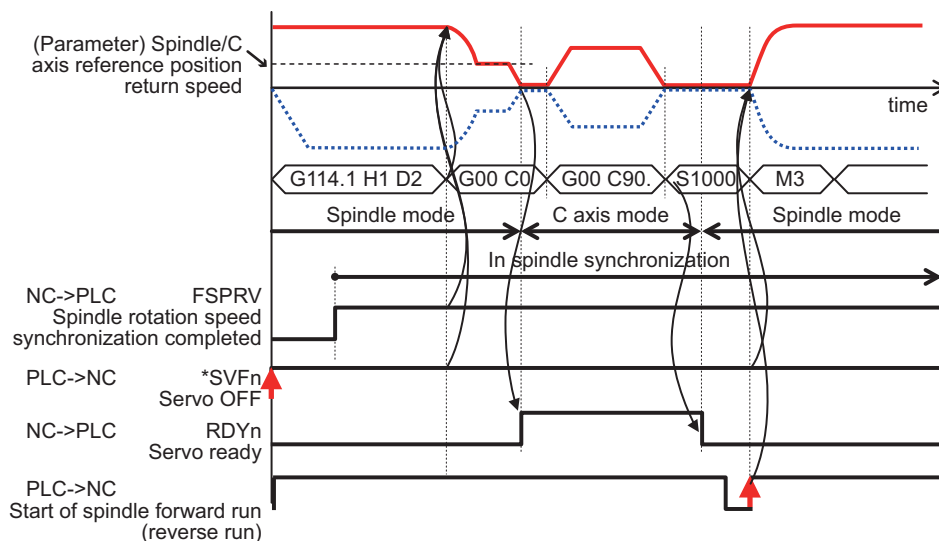 (Parameter) Spindle/C
axis reference position
return speed
time
G114.1 H1 D2
G00 C0
G00 C90.
S1000
M3
Spindle mode
C axis mode
Spindle mode
In spindle synchronization
NC->PLC FSPRV
Spindle rotation speed
synchronization completed
PLC->NC *SVFn
Servo OFF
NC->PLC RDYn
Servo ready
PLC->NC
Start of spindle forward run
(reverse run)